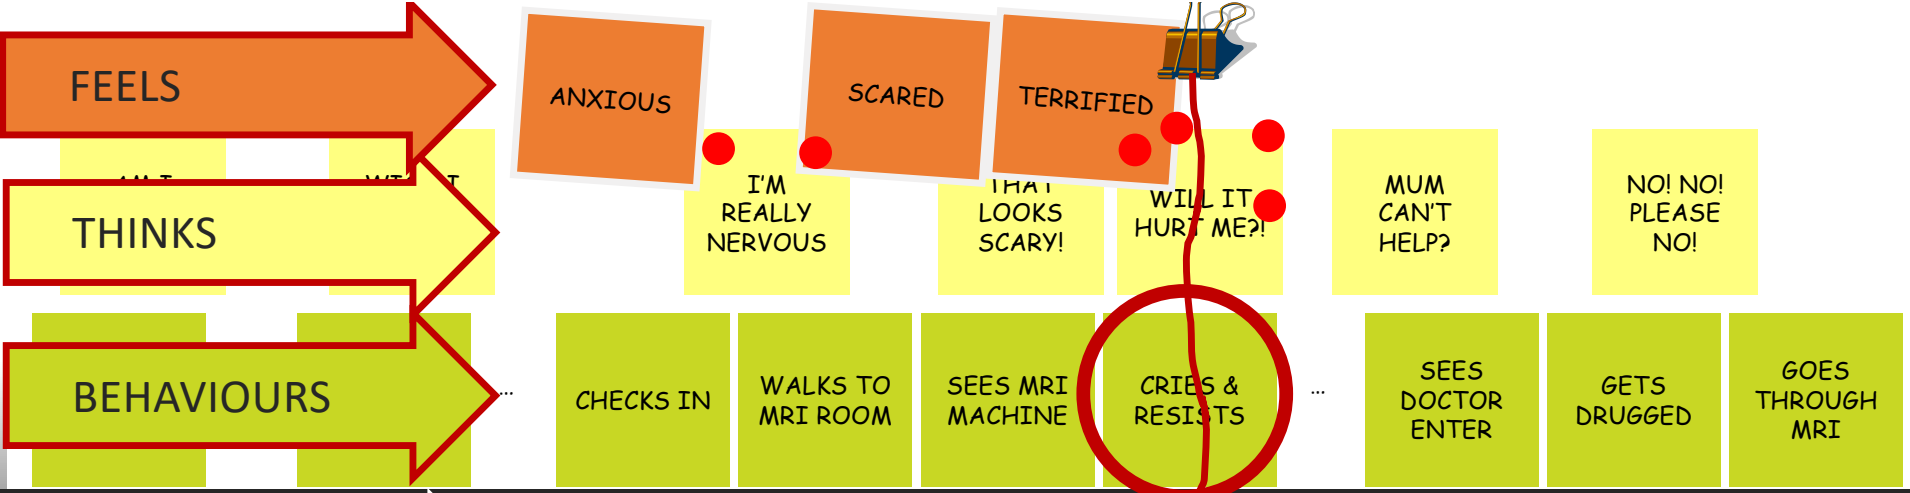 FEELS
ANXIOUS
SCARED
TERRIFIED
THINKS
I'M
REALLY
NERVOUS
THAT
LOOKS
SCARY!
WILL IT
HURT ME?!
MUM
CAN'T
HELP?
NO! NO!
PLEASE
NO!
BEHAVIOURS
...
CHECKS IN
WALKS TO
MRI ROOM
SEES MRI
MACHINE
CRIES &
RESISTS
...
SEES
DOCTOR
ENTER
GETS
DRUGGED
GOES
THROUGH
MRI